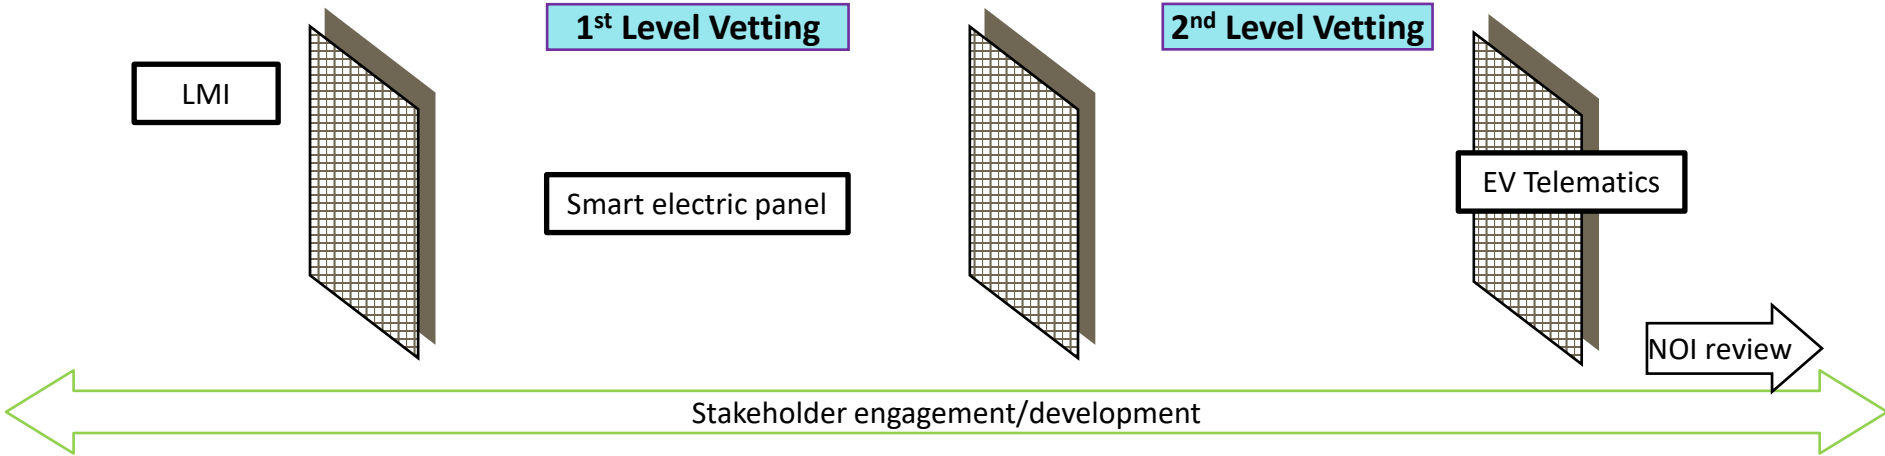 1st Level Vetting
2nd Level Vetting
LMI
Smart electric panel
EV Telematics
NOI review
Stakeholder engagement/development